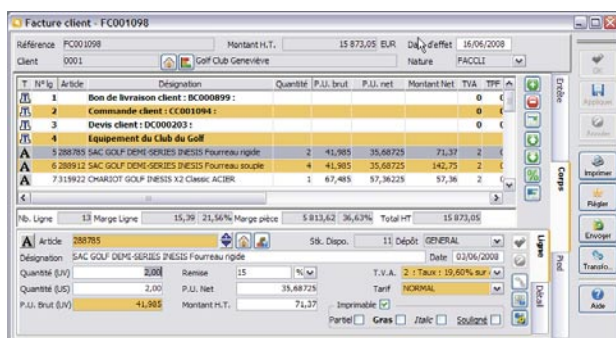 Facture client - FC001098
Référence FC001098 Montant H.T. 15 873,05 EUR Date d'effet 16/06/2008
Client 0001 Golf Club Geneviève Nature FACCLI
T N° lg Article Désignation Quantité P.U. brut P.U. net Montant Net TVA TPF
1 Bon de livraison client : BC000899 : 0
2 Commande client : CC001094 : 0
3 Devis client : DC000203 : 0
4 Equipement du Club du Golf
A 5 288785 SAC GOLF DEMI-SERIES INESIS Fourreau rigide 2 41,985 35,68725 71,37 2
A 6 288912 SAC GOLF DEMI-SERIES INESIS Fourreau souple 4 41,985 35,68725 142,75 2
A 7 315922 CHARIOT GOLF INESIS X2 Classic ACIER 1 67,485 57,36225 57,36 2
Nb. Ligne 13 Marge Ligne 15,39 21,56% Marge pièce 5 813,62 36,63% Total HT 15 873,05
A Article 288785 Stk. Dispo. 11 Dépôt GENERAL
Désignation SAC GOLF DEMI-SERIES INESIS Fourreau rigide Date 03/06/2008
Quantité (UV) 2,00 Remise 15 % T.V.A. 2 : Taux : 19,60% sur
Quantité (US) 2,00 P.U. Net 35,68725 Tarif NORMAL
P.U. Brut (UV) 41,985 Montant H.T. 71,37 Imprimable
Partiel Gras Italic Souligné
Entête
Corps
Pied
Ligne
Détail
OK
Appliquer
Annuler
Imprimer
Régler
Envoyer
Transfo...
Aide